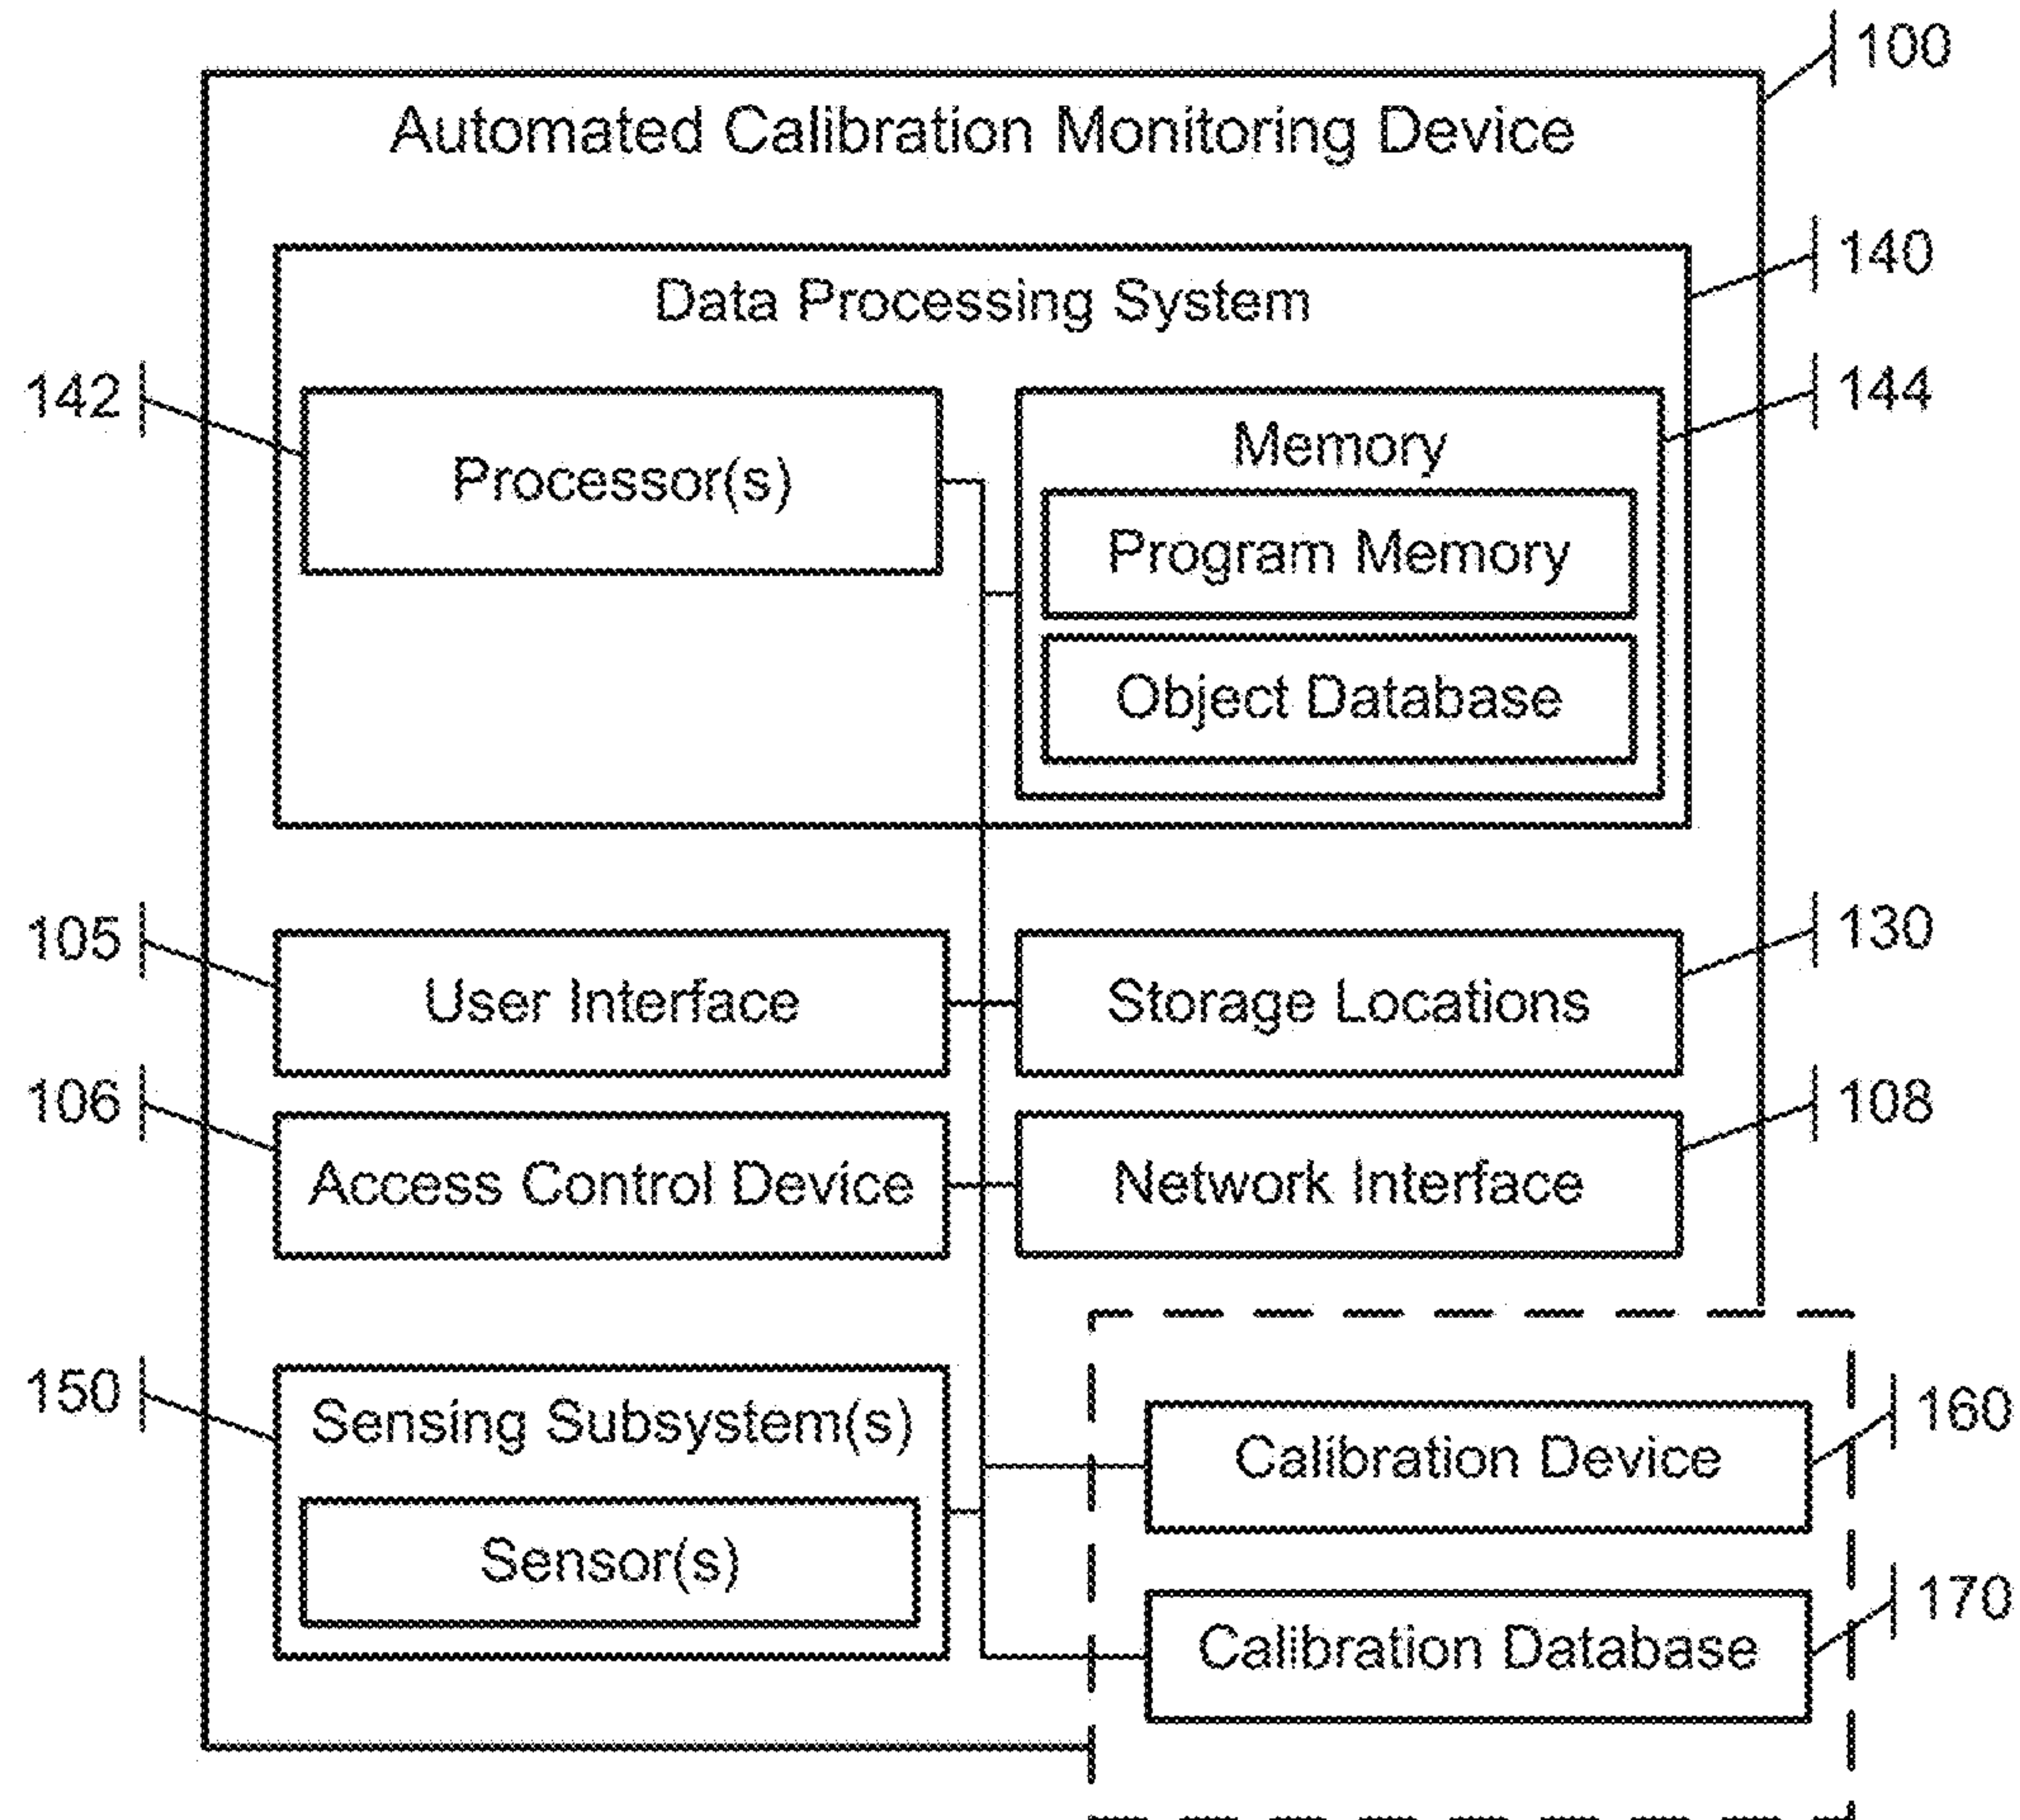 100
Automated Calibration Monitoring Device
140
Data Processing System
142
144
Processor(s)
Memory
Program Memory
Object Database
105
130
User Interface
Storage Locations
106
108
Access Control Device
Network Interface
150
160
Sensing Subsystem(s)
Calibration Device
Sensor(s)
170
Calibration Database